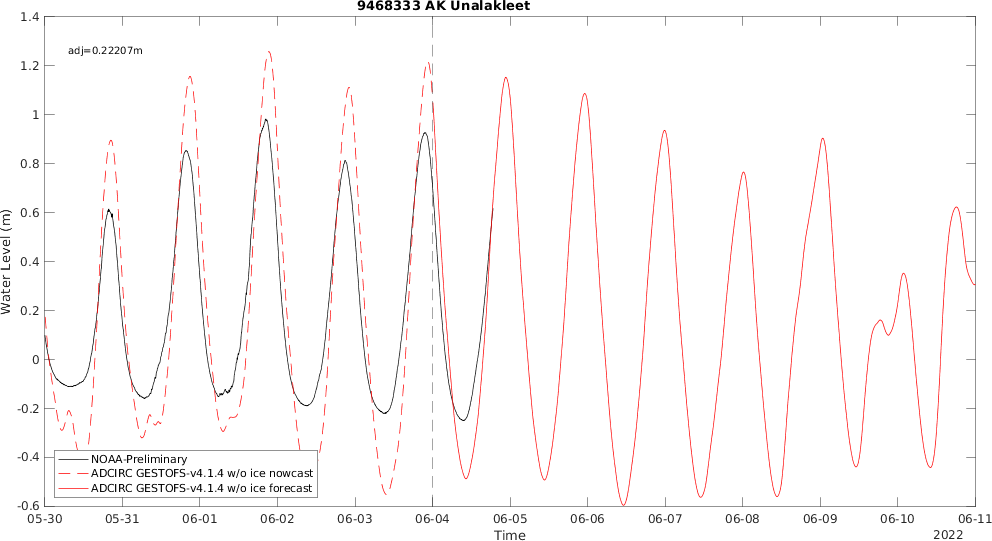 9468333 AK Unalakleet
adj=0.22207m
Water Level (m)
1.4
1.2
1
0.8
0.6
0.4
0.2
0
-0.2
-0.4
-0.6
NOAA-Preliminary
ADCIRC GESTOFS-v4.1.4 w/o ice nowcast
ADCIRC GESTOFS-v4.1.4 w/o ice forecast
05-30 05-31 06-01 06-02 06-03 06-04 06-05 06-06 06-07 06-08 06-09 06-10 06-11
Time
2022